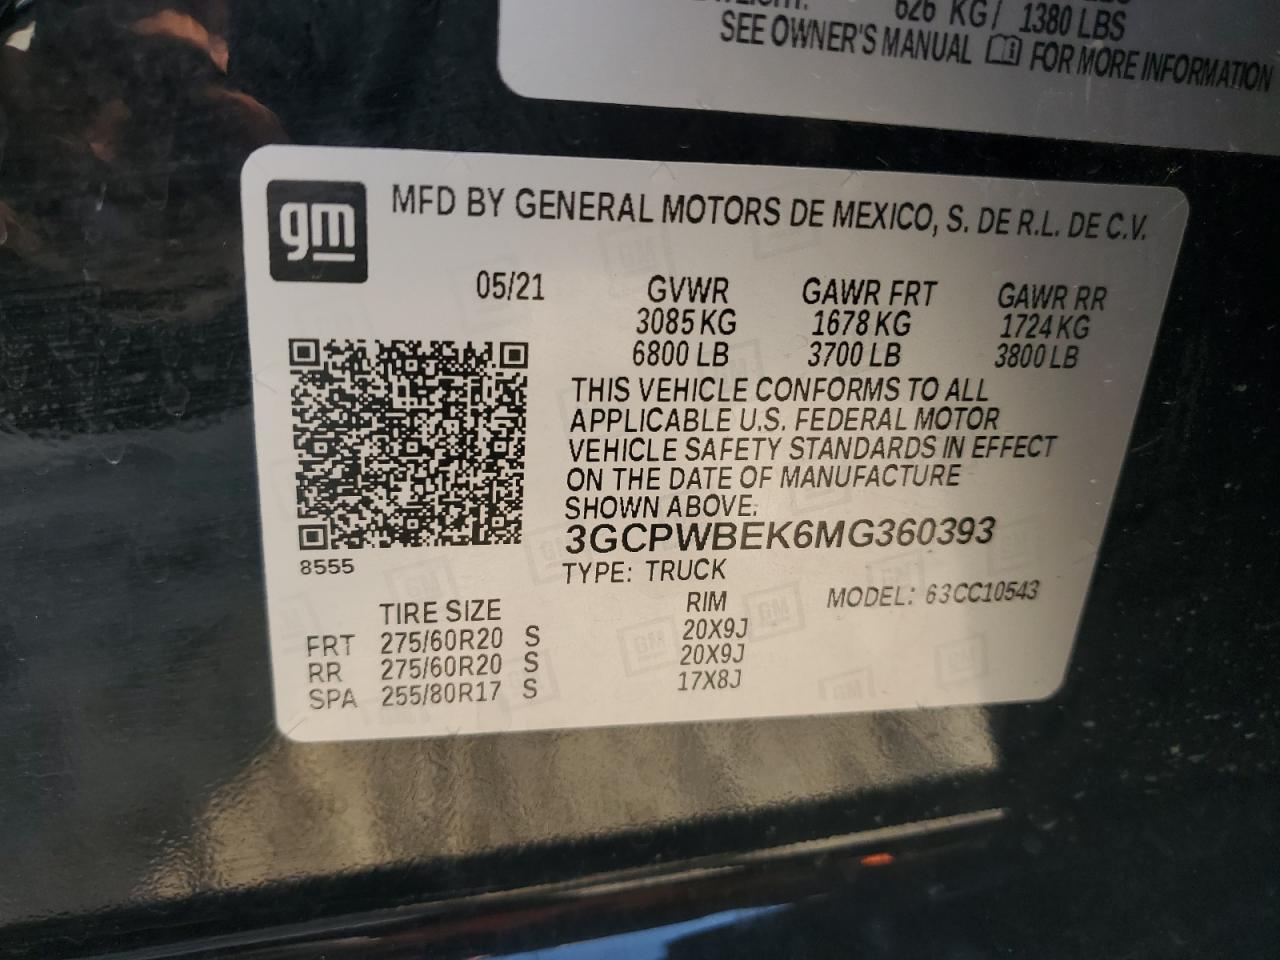 626 KG / 1380 LBS
SEE OWNER'S MANUAL FOR MORE INFORMATION
gm
MFD BY GENERAL MOTORS DE MEXICO, S. DE R.L. DE C.V.
05/21 GVWR GAWR FRT GAWR RR
3085 KG 1678 KG 1724 KG
6800 LB 3700 LB 3800 LB
THIS VEHICLE CONFORMS TO ALL
APPLICABLE U.S. FEDERAL MOTOR
VEHICLE SAFETY STANDARDS IN EFFECT
ON THE DATE OF MANUFACTURE
SHOWN ABOVE.
3GCPWBEK6MG360393
8555
TYPE: TRUCK
TIRE SIZE RIM MODEL: 63CC10543
FRT 275/60R20 S 20X9J
RR 275/60R20 S 20X9J
SPA 255/80R17 S 17X8J